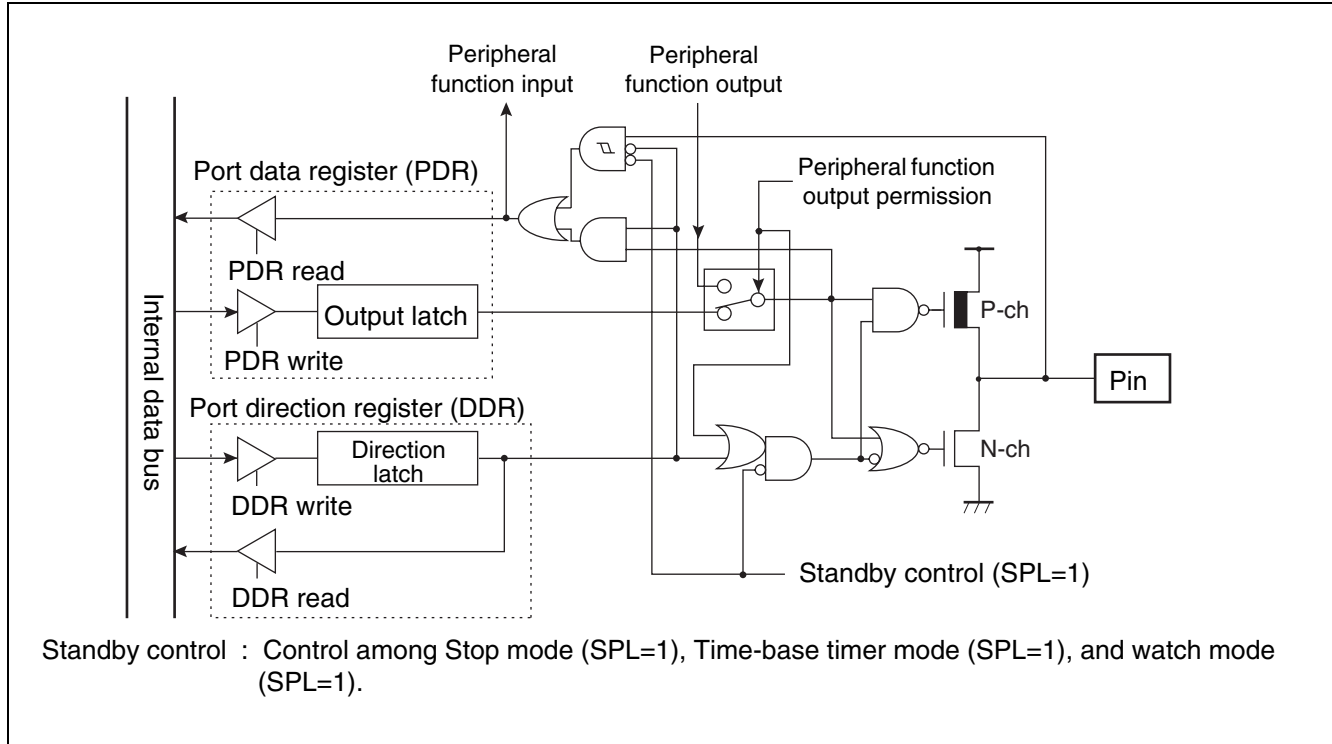 Peripheral
function input
Peripheral
function output
Port data register (PDR)
Peripheral function
output permission
PDR read
Output latch
PDR write
P-ch
Pin
Internal data bus
Port direction register (DDR)
Direction
latch
N-ch
DDR write
DDR read
Standby control (SPL=1)
Standby control : Control among Stop mode (SPL=1), Time-base timer mode (SPL=1), and watch mode
(SPL=1).